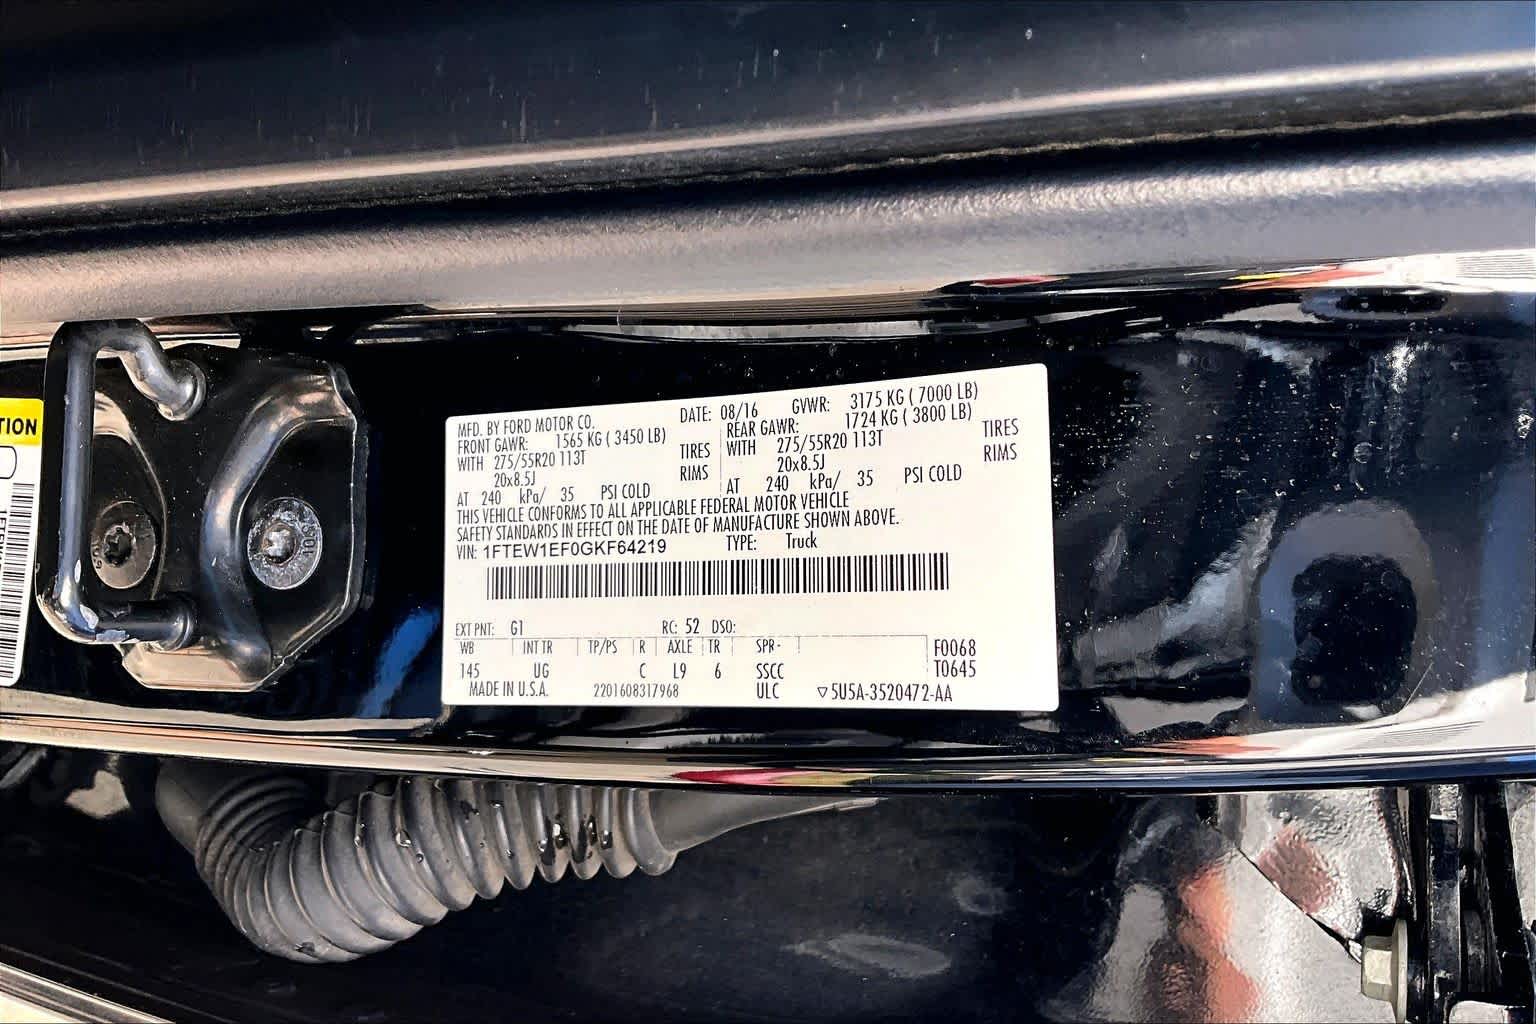 TION
MFD. BY FORD MOTOR CO. DATE: 08/16 GVWR: 3175 KG ( 7000 LB)
FRONT GAWR: 1565 KG ( 3450 LB) REAR GAWR: 1724 KG ( 3800 LB)
WITH 275/55R20 113T TIRES WITH 275/55R20 113T TIRES
20x8.5J RIMS 20x8.5J RIMS
AT 240 kPa/ 35 PSI COLD AT 240 kPa/ 35 PSI COLD
THIS VEHICLE CONFORMS TO ALL APPLICABLE FEDERAL MOTOR VEHICLE
SAFETY STANDARDS IN EFFECT ON THE DATE OF MANUFACTURE SHOWN ABOVE.
VIN: 1FTEW1EF0GKF64219 TYPE: Truck
EXT PNT: G1 RC: 52 DSO:
WB INT TR TP/PS R AXLE TR SPR- F0068
145 UG C L9 6 SSCC T0645
MADE IN U.S.A. 2201608317968 ULC ▽5U5A-3520472-AA